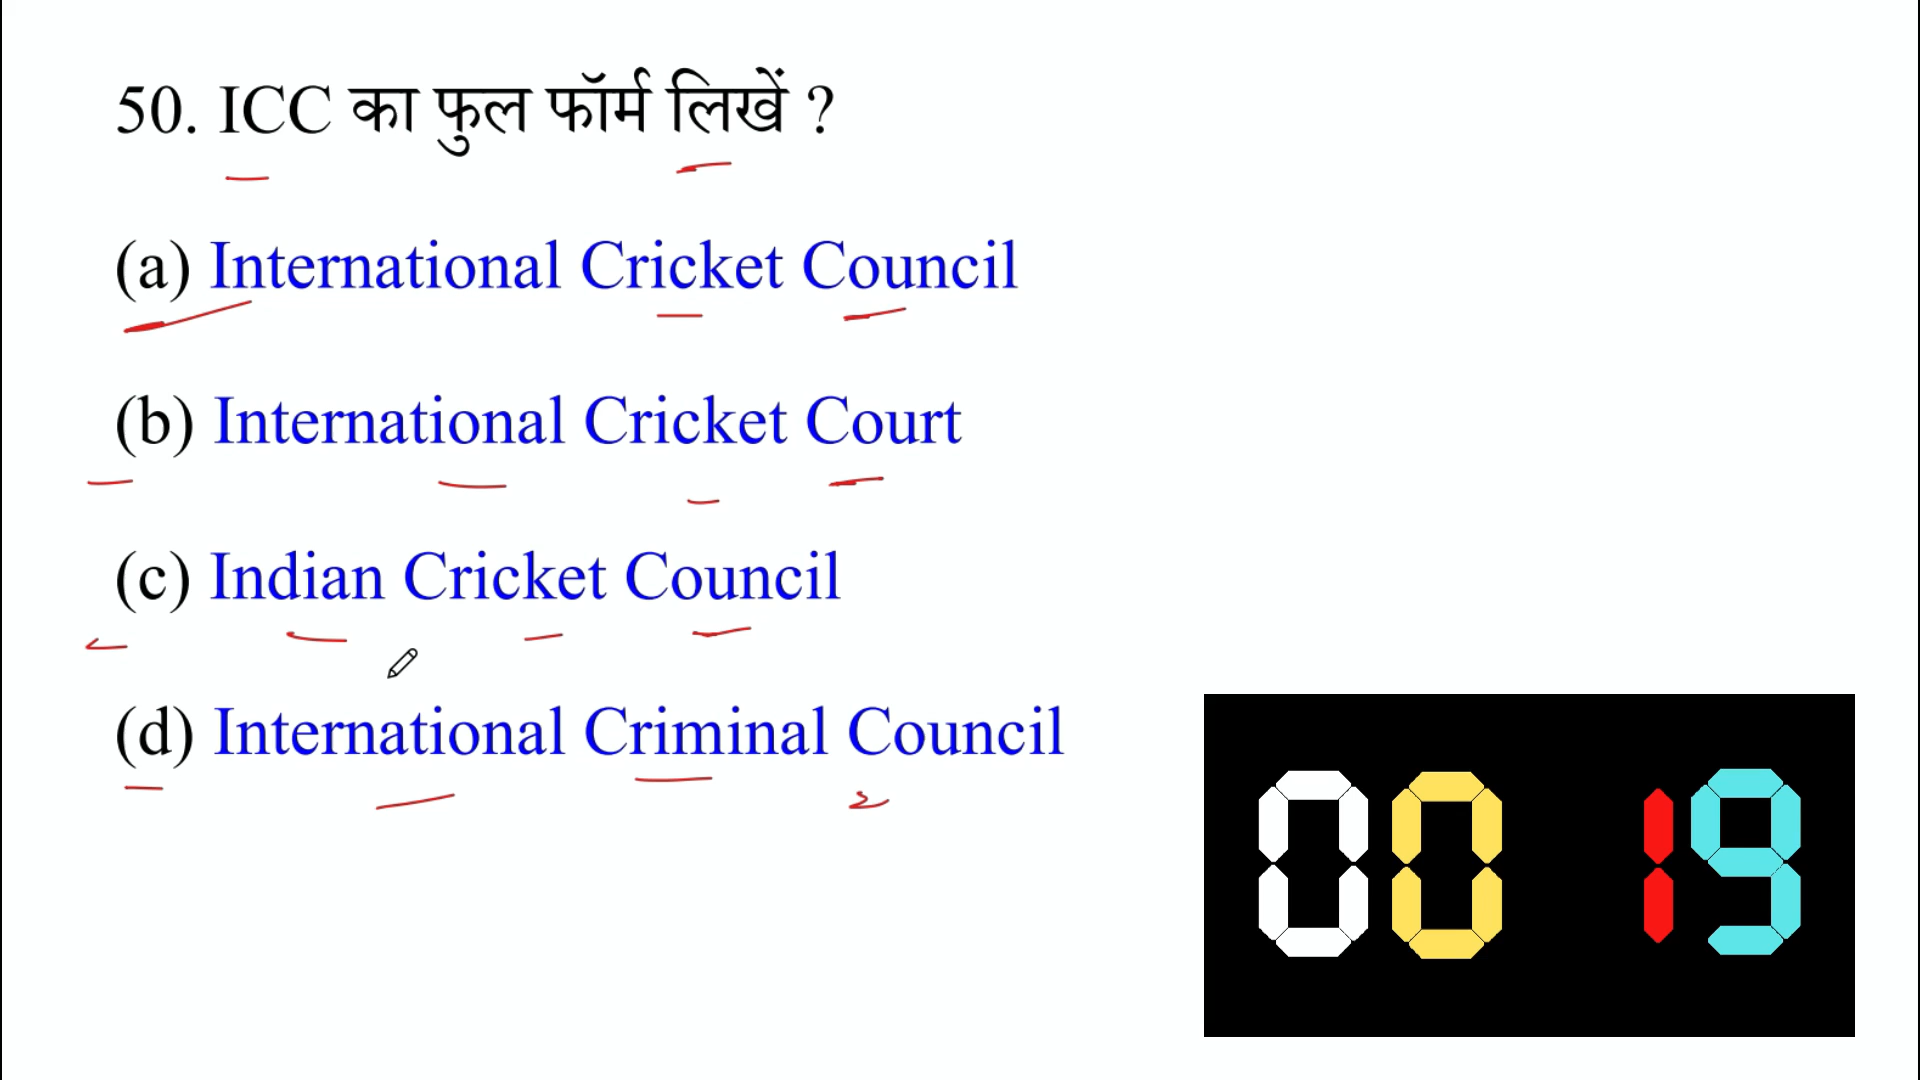 50. ICC का फुल फॉर्म लिखें ?
(a) International Cricket Council
(b) International Cricket Court
(c) Indian Cricket Council
(d) International Criminal Council
00 19